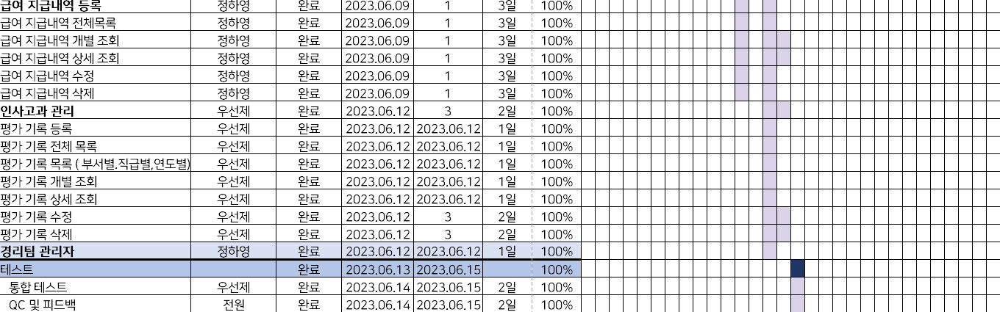 급여 지급내역 등록 정하영 완료 2023.06.09 1 3일 100%
급여 지급내역 전체목록 정하영 완료 2023.06.09 1 3일 100%
급여 지급내역 개별 조회 정하영 완료 2023.06.09 1 3일 100%
급여 지급내역 상세 조회 정하영 완료 2023.06.09 1 3일 100%
급여 지급내역 수정 정하영 완료 2023.06.09 1 3일 100%
급여 지급내역 삭제 정하영 완료 2023.06.09 1 3일 100%
인사고과 관리 우선제 완료 2023.06.12 3 2일 100%
평가 기록 등록 우선제 완료 2023.06.12 2023.06.12 1일 100%
평가 기록 전체 목록 우선제 완료 2023.06.12 2023.06.12 1일 100%
평가 기록 목록 ( 부서별.직급별,연도별) 우선제 완료 2023.06.12 2023.06.12 1일 100%
평가 기록 개별 조회 우선제 완료 2023.06.12 2023.06.12 1일 100%
평가 기록 상세 조회 우선제 완료 2023.06.12 2023.06.12 1일 100%
평가 기록 수정 우선제 완료 2023.06.12 3 2일 100%
평가 기록 삭제 우선제 완료 2023.06.12 3 2일 100%
경리팀 관리자 정하영 완료 2023.06.12 2023.06.12 1일 100%
테스트 완료 2023.06.13 2023.06.15 100%
통합 테스트 우선제 완료 2023.06.14 2023.06.15 2일 100%
QC 및 피드백 전원 완료 2023.06.14 2023.06.15 2일 100%